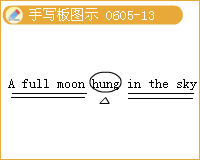 手写板图示 0605-13
A full moon hung in the sky